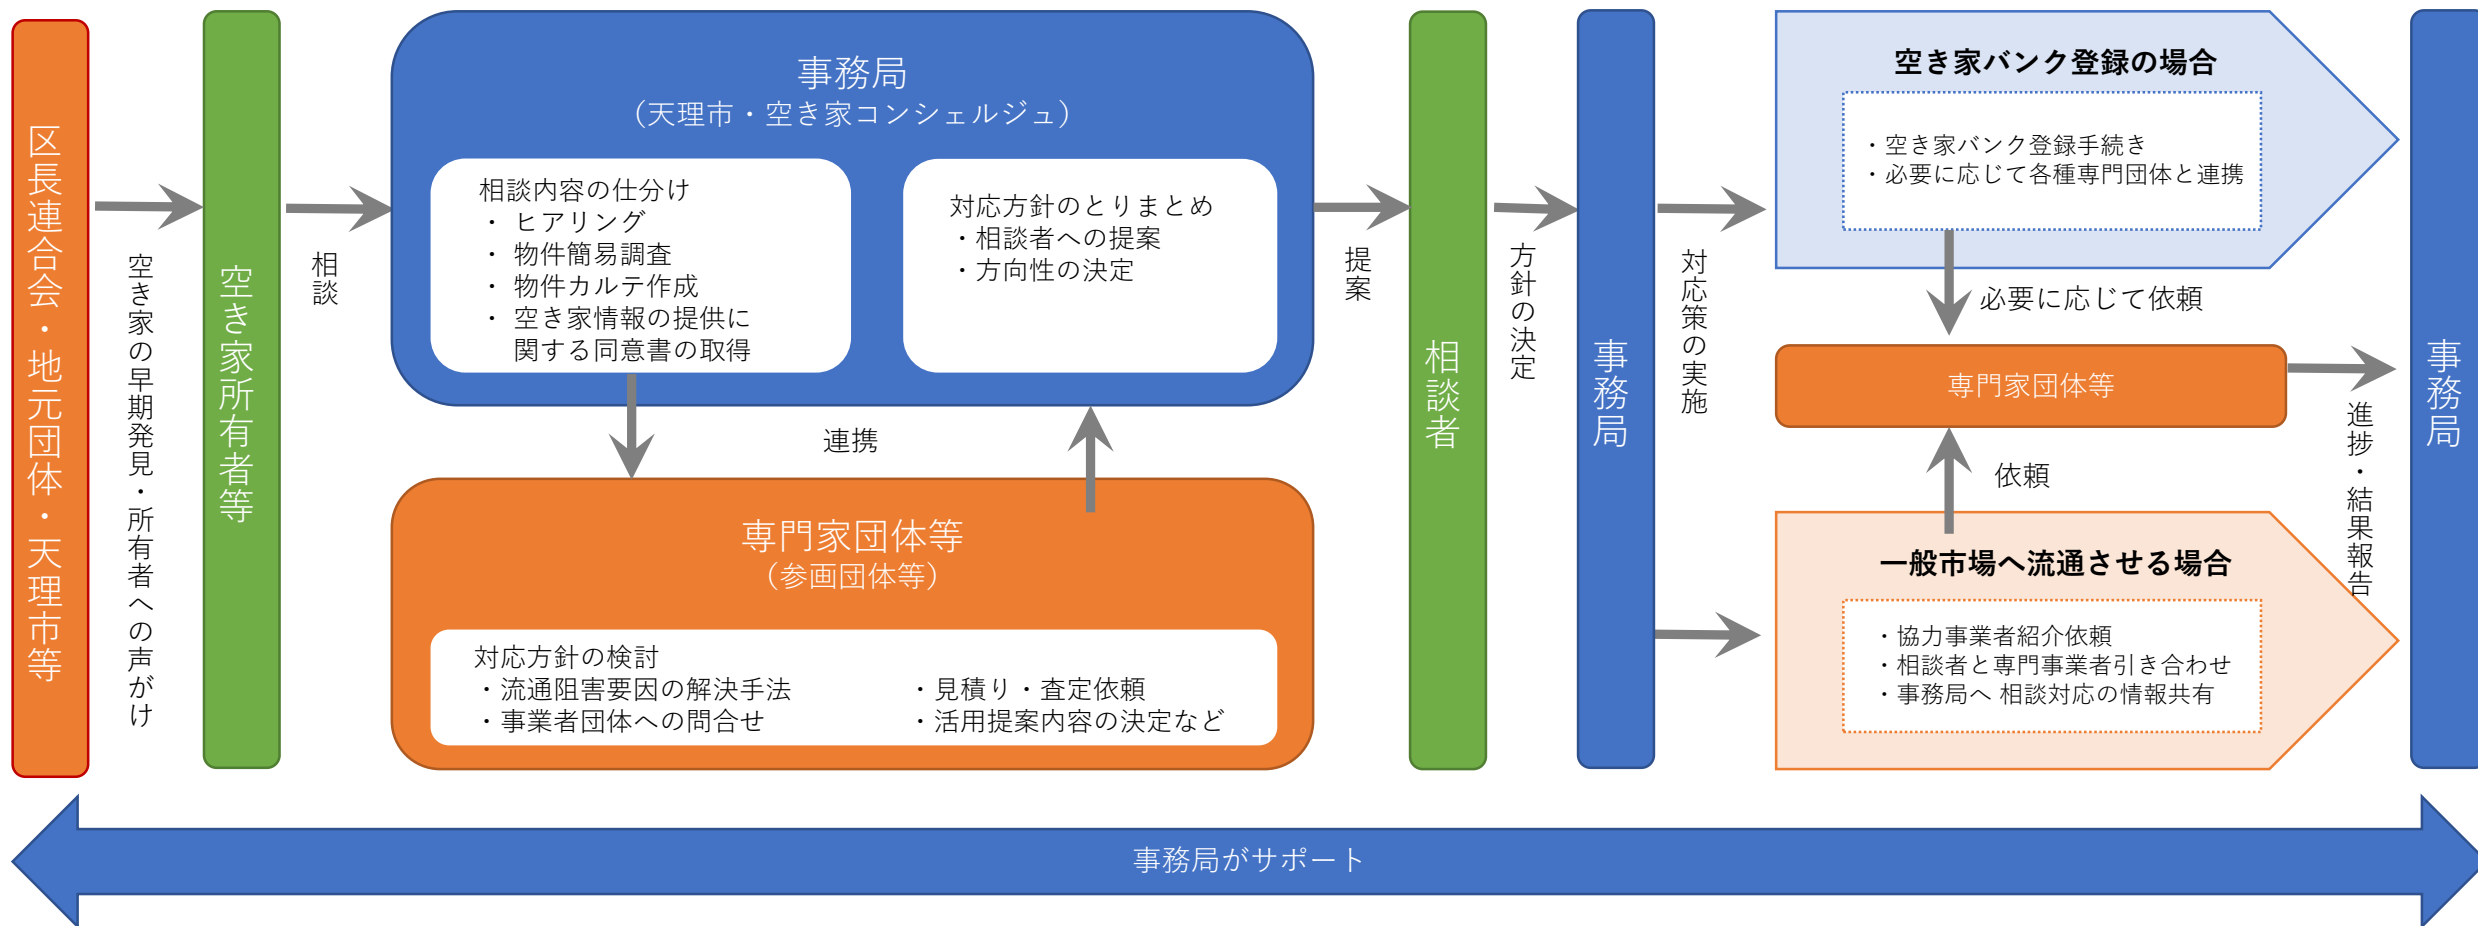 区長連合会・地元団体・天理市等
空き家の早期発見・所有者への声がけ
空き家所有者等
相談
事務局
（天理市・空き家コンシェルジュ）
相談内容の仕分け
・ ヒアリング
・ 物件簡易調査
・ 物件カルテ作成
・ 空き家情報の提供に
関する同意書の取得
対応方針のとりまとめ
・相談者への提案
・方向性の決定
連携
専門家団体等
（参画団体等）
対応方針の検討
・流通阻害要因の解決手法
・事業者団体への問合せ
・見積り・査定依頼
・活用提案内容の決定など
提案
相談者
方針の決定
事務局
対応策の実施
空き家バンク登録の場合
・空き家バンク登録手続き
・必要に応じて各種専門団体と連携
必要に応じて依頼
専門家団体等
依頼
一般市場へ流通させる場合
・協力事業者紹介依頼
・相談者と専門事業者引き合わせ
・事務局へ 相談対応の情報共有
進捗・結果報告
事務局
事務局がサポート